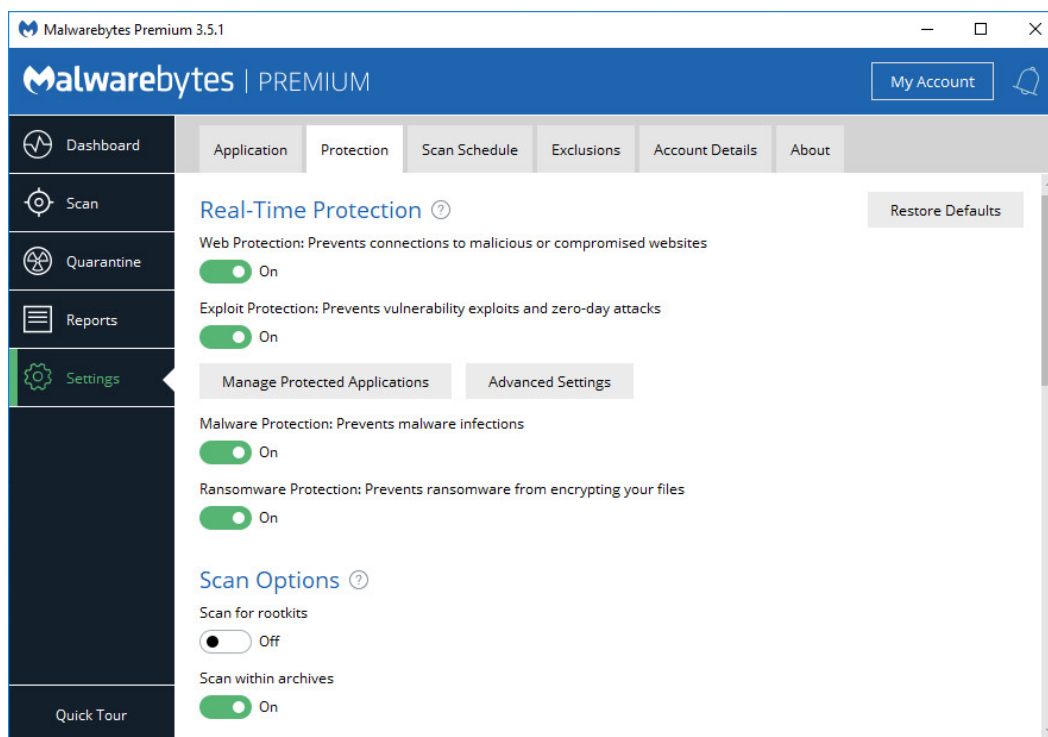 Malwarebytes Premium 3.5.1
Malwarebytes | PREMIUM
My Account
Dashboard
Scan
Quarantine
Reports
Settings
Quick Tour
Application
Protection
Scan Schedule
Exclusions
Account Details
About
Real-Time Protection ?
Restore Defaults
Web Protection: Prevents connections to malicious or compromised websites
On
Exploit Protection: Prevents vulnerability exploits and zero-day attacks
On
Manage Protected Applications
Advanced Settings
Malware Protection: Prevents malware infections
On
Ransomware Protection: Prevents ransomware from encrypting your files
On
Scan Options ?
Scan for rootkits
Off
Scan within archives
On